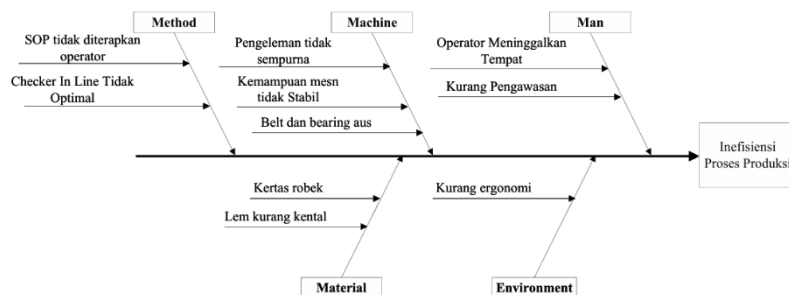 Method
Machine
Man
SOP tidak diterapkan
operator
Checker In Line Tidak
Optimal
Pengeleman tidak
sempurna
Kemampuan mesn
tidak Stabil
Belt dan bearing aus
Operator Meninggalkan
Tempat
Kurang Pengawasan
Inefisiensi
Proses Produksi
Kertas robek
Lem kurang kental
Kurang ergonomi
Material
Environment